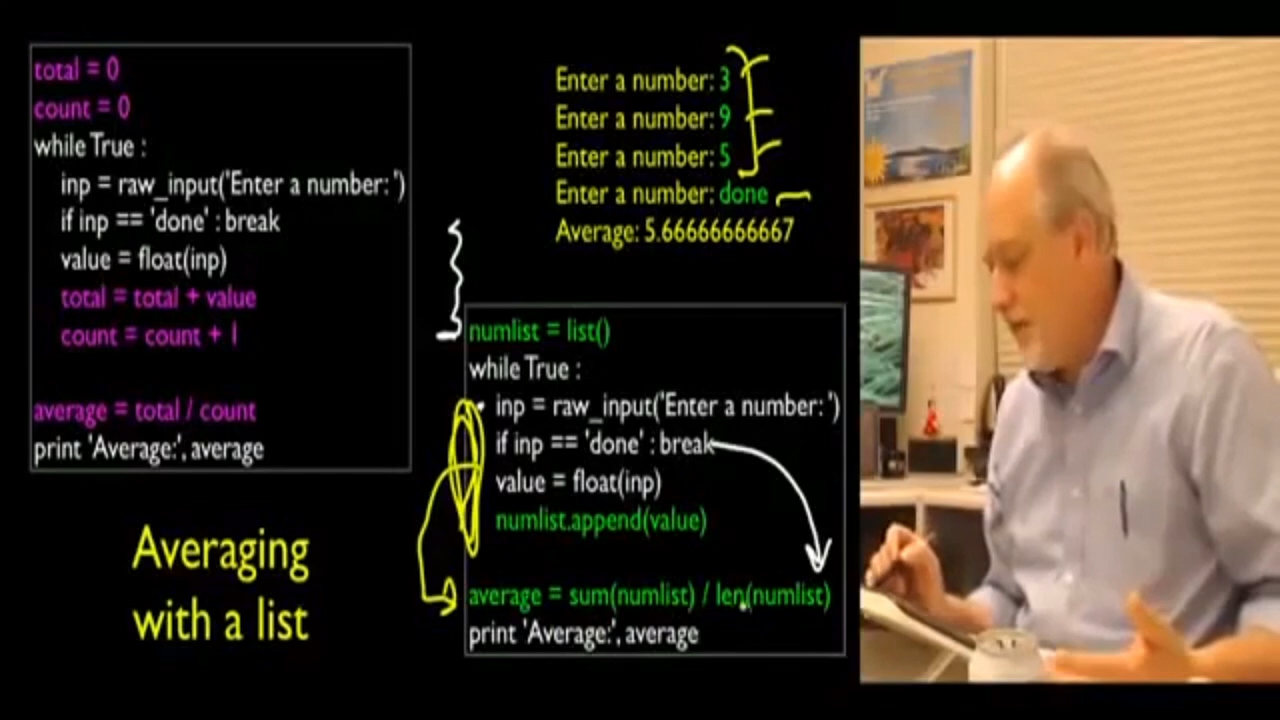 total = 0
count = 0
while True :
inp = raw_input('Enter a number: ')
if inp == 'done' : break
value = float(inp)
total = total + value
count = count + 1
average = total / count
print 'Average:', average
Averaging
with a list
Enter a number: 3
Enter a number: 9
Enter a number: 5
Enter a number: done
Average: 5.66666666667
numlist = list()
while True :
inp = raw_input('Enter a number: ')
if inp == 'done' : break
value = float(inp)
numlist.append(value)
average = sum(numlist) / len(numlist)
print 'Average:', average